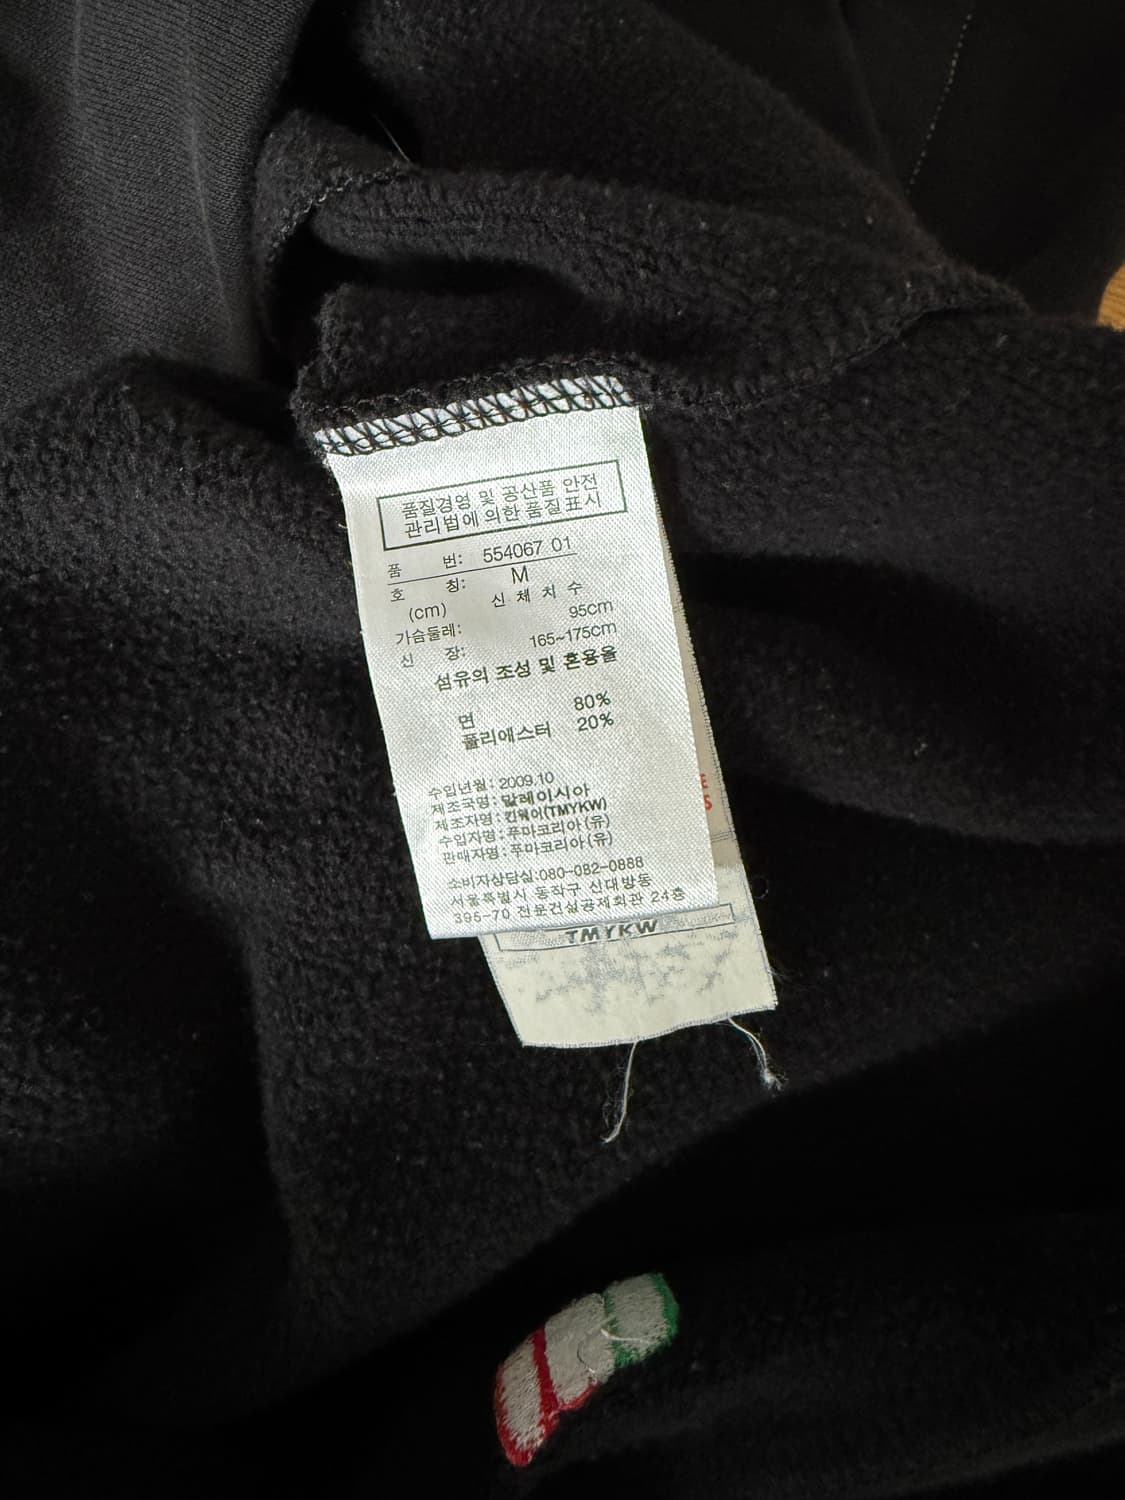 품질경영 및 공산품 안전
관리법에 의한 품질표시
품 번: 554067 01
호 칭: M
(cm) 신 체 치 수
가슴둘레: 95cm
신 장: 165~175cm
섬유의 조성 및 혼용율
면 80%
폴리에스터 20%
수입년월: 2009.10
제조국명: 말레이시아
제조자명: 킨웨이(TMYKW)
수입자명: 푸마코리아 (유)
판매자명: 푸마코리아 (유)
소비자상담실:080-082-0888
서울특별시 동작구 신대방동
395-70 전문건설공제회관 24층
TMYKW